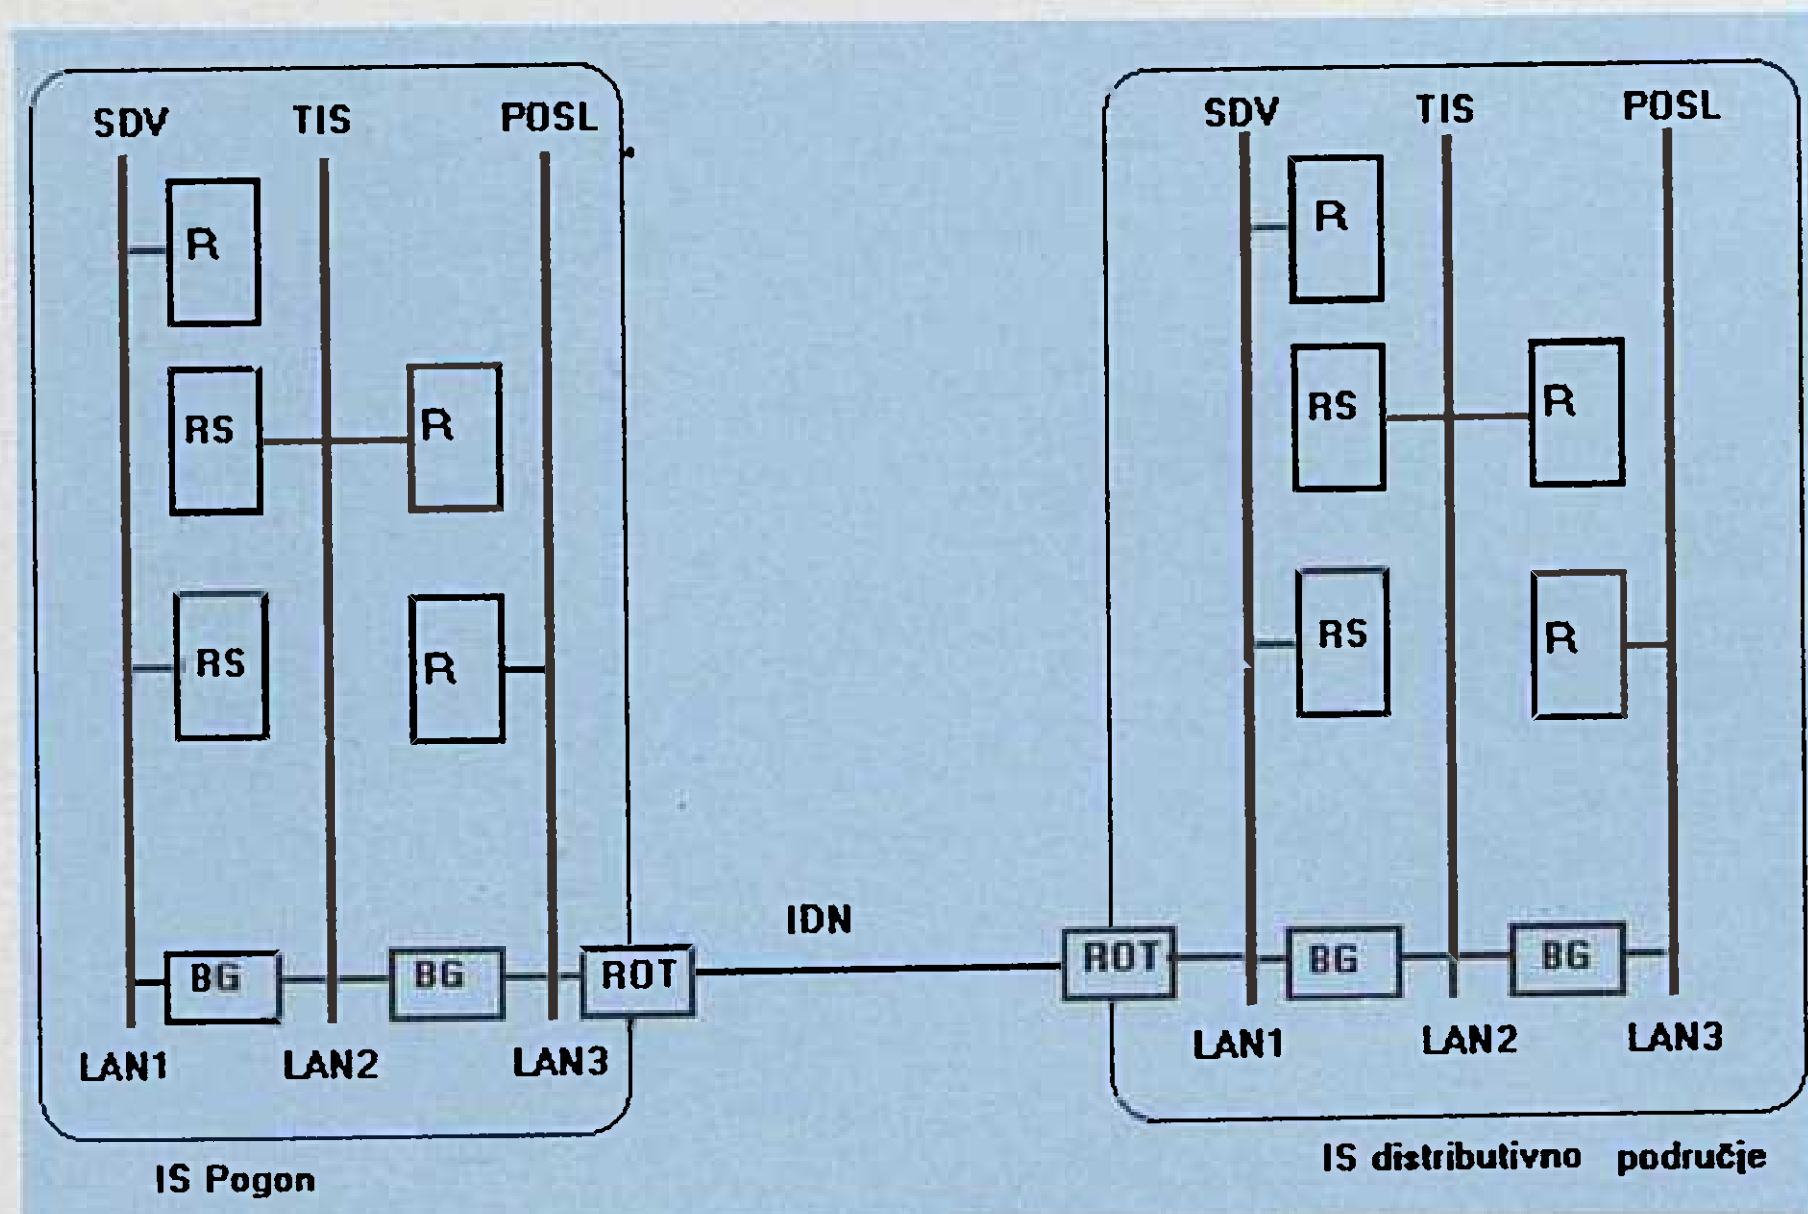 SDV TIS POSL
R
RS R
RS R
BG BG ROT
LAN1 LAN2 LAN3
IS Pogon
IDN
SDV TIS POSL
R
RS R
RS R
ROT BG BG
LAN1 LAN2 LAN3
IS distributivno područje